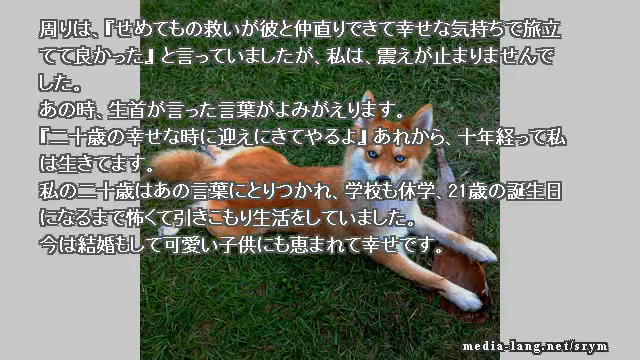 周りは、『せめてもの救いが彼と仲直りできて幸せな気持ちで旅立
てて良かった』と言っていましたが、私は、震えが止まりませんで
した。
あの時、生首が言った言葉がよみがえります。
『二十歳の幸せな時に迎えにきてやるよ』あれから、十年経って私
は生きてます。
私の二十歳はあの言葉にとりつかれ、学校も休学、21歳の誕生日
になるまで怖くて引きこもり生活をしていました。
今は結婚もして可愛い子供にも恵まれて幸せです。
media-lang.net/srym